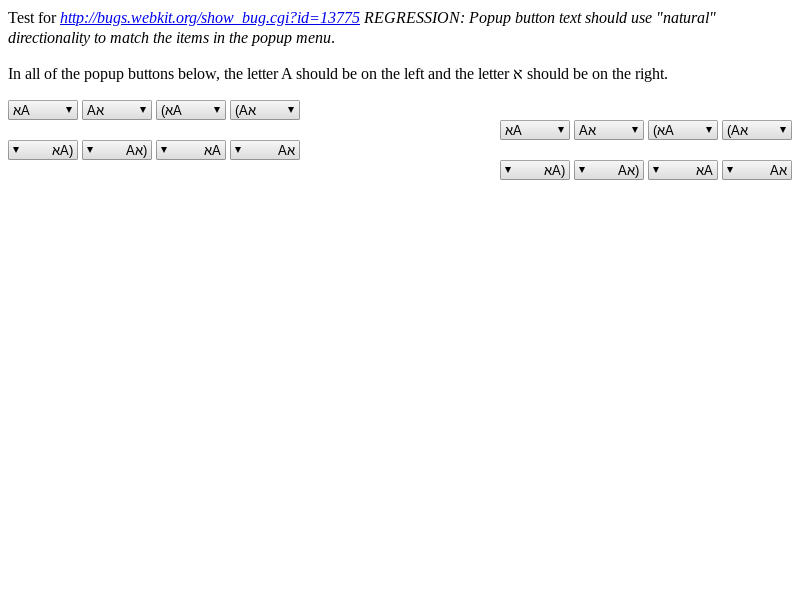 Test for http://bugs.webkit.org/show_bug.cgi?id=13775 REGRESSION: Popup button text should use "natural"
directionality to match the items in the popup menu.
In all of the popup buttons below, the letter A should be on the left and the letter א should be on the right.
אA ▼ Aא ▼ (אA ▼ (Aא ▼
אA ▼ Aא ▼ (אA ▼ (Aא ▼
▼ אA) ▼ Aא) ▼ אA ▼ Aא
▼ אA) ▼ Aא) ▼ אA ▼ Aא